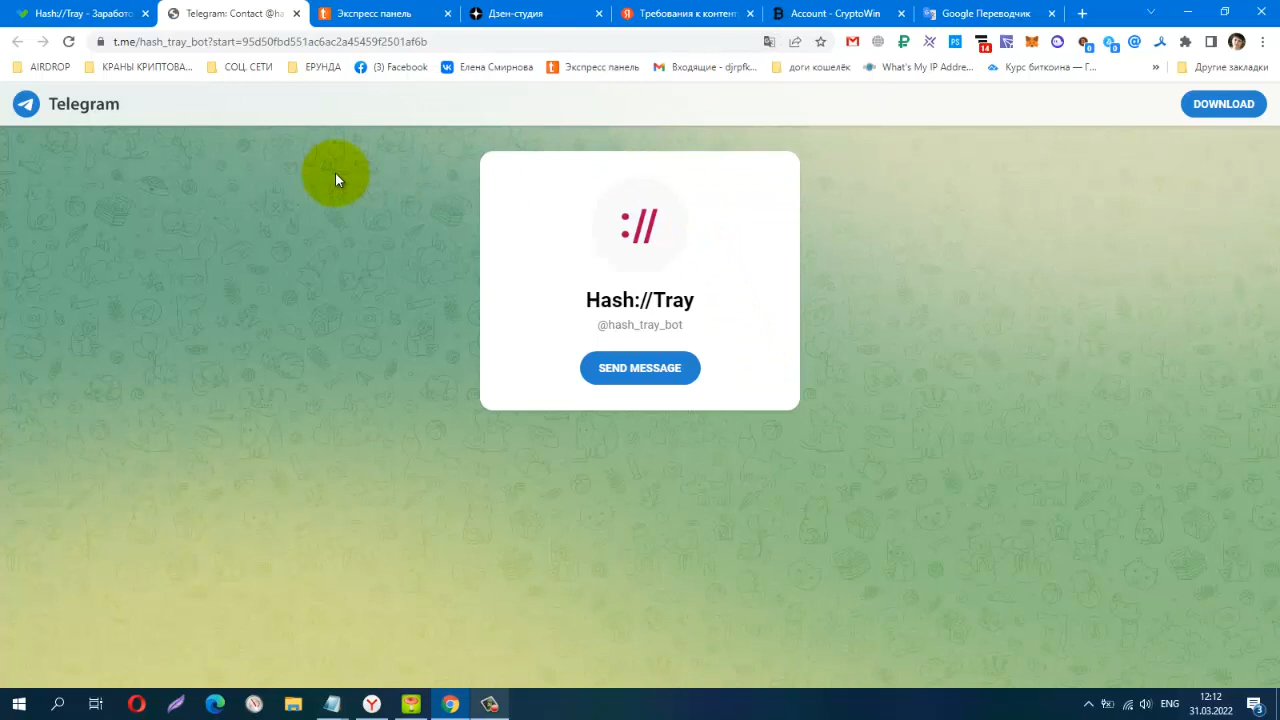 Hash://Tray - Заработо
Telegram: Contact @ha
Экспресс панель
Дзен-студия
Требования к контент
Account - CryptoWin
Google Переводчик
t.me/hash_tray_bot?start=95d50fbd551ac6ac2a45459f2501af6b
AIRDROP
КРАНЫ КРИПТОВА...
СОЦ. СЕТИ
ЕРУНДА
(3) Facebook
Елена Смирнова
Экспресс панель
Входящие - djrpfk...
доги кошелёк
What's My IP Addre...
Курс биткоина — Г...
»
Другие закладки
Telegram
DOWNLOAD
://
Hash://Tray
@hash_tray_bot
SEND MESSAGE
ENG
12:12
31.03.2022